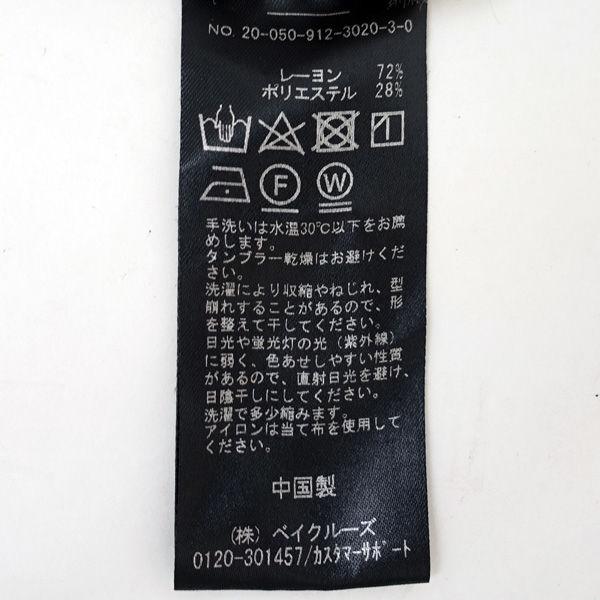 NO. 20-050-912-3020-3-0
レーヨン 72%
ポリエステル 28%
F W
手洗いは水温30℃以下をお薦
めします。
タンブラー乾燥はお避けくださ
い。
洗濯により収縮やねじれ、型
崩れすることがあるので、形
を整えて干してください。
日光や蛍光灯の光（紫外線）
に弱く、色あせしやすい性質
があるので、直射日光を避け、
日陰干しにしてください。
洗濯で多少縮みます。
アイロンは当て布を使用して
ください。
中国製
（株）ベイクルーズ
0120-301457/ｶｽﾀﾏｰｻﾎﾟｰﾄ